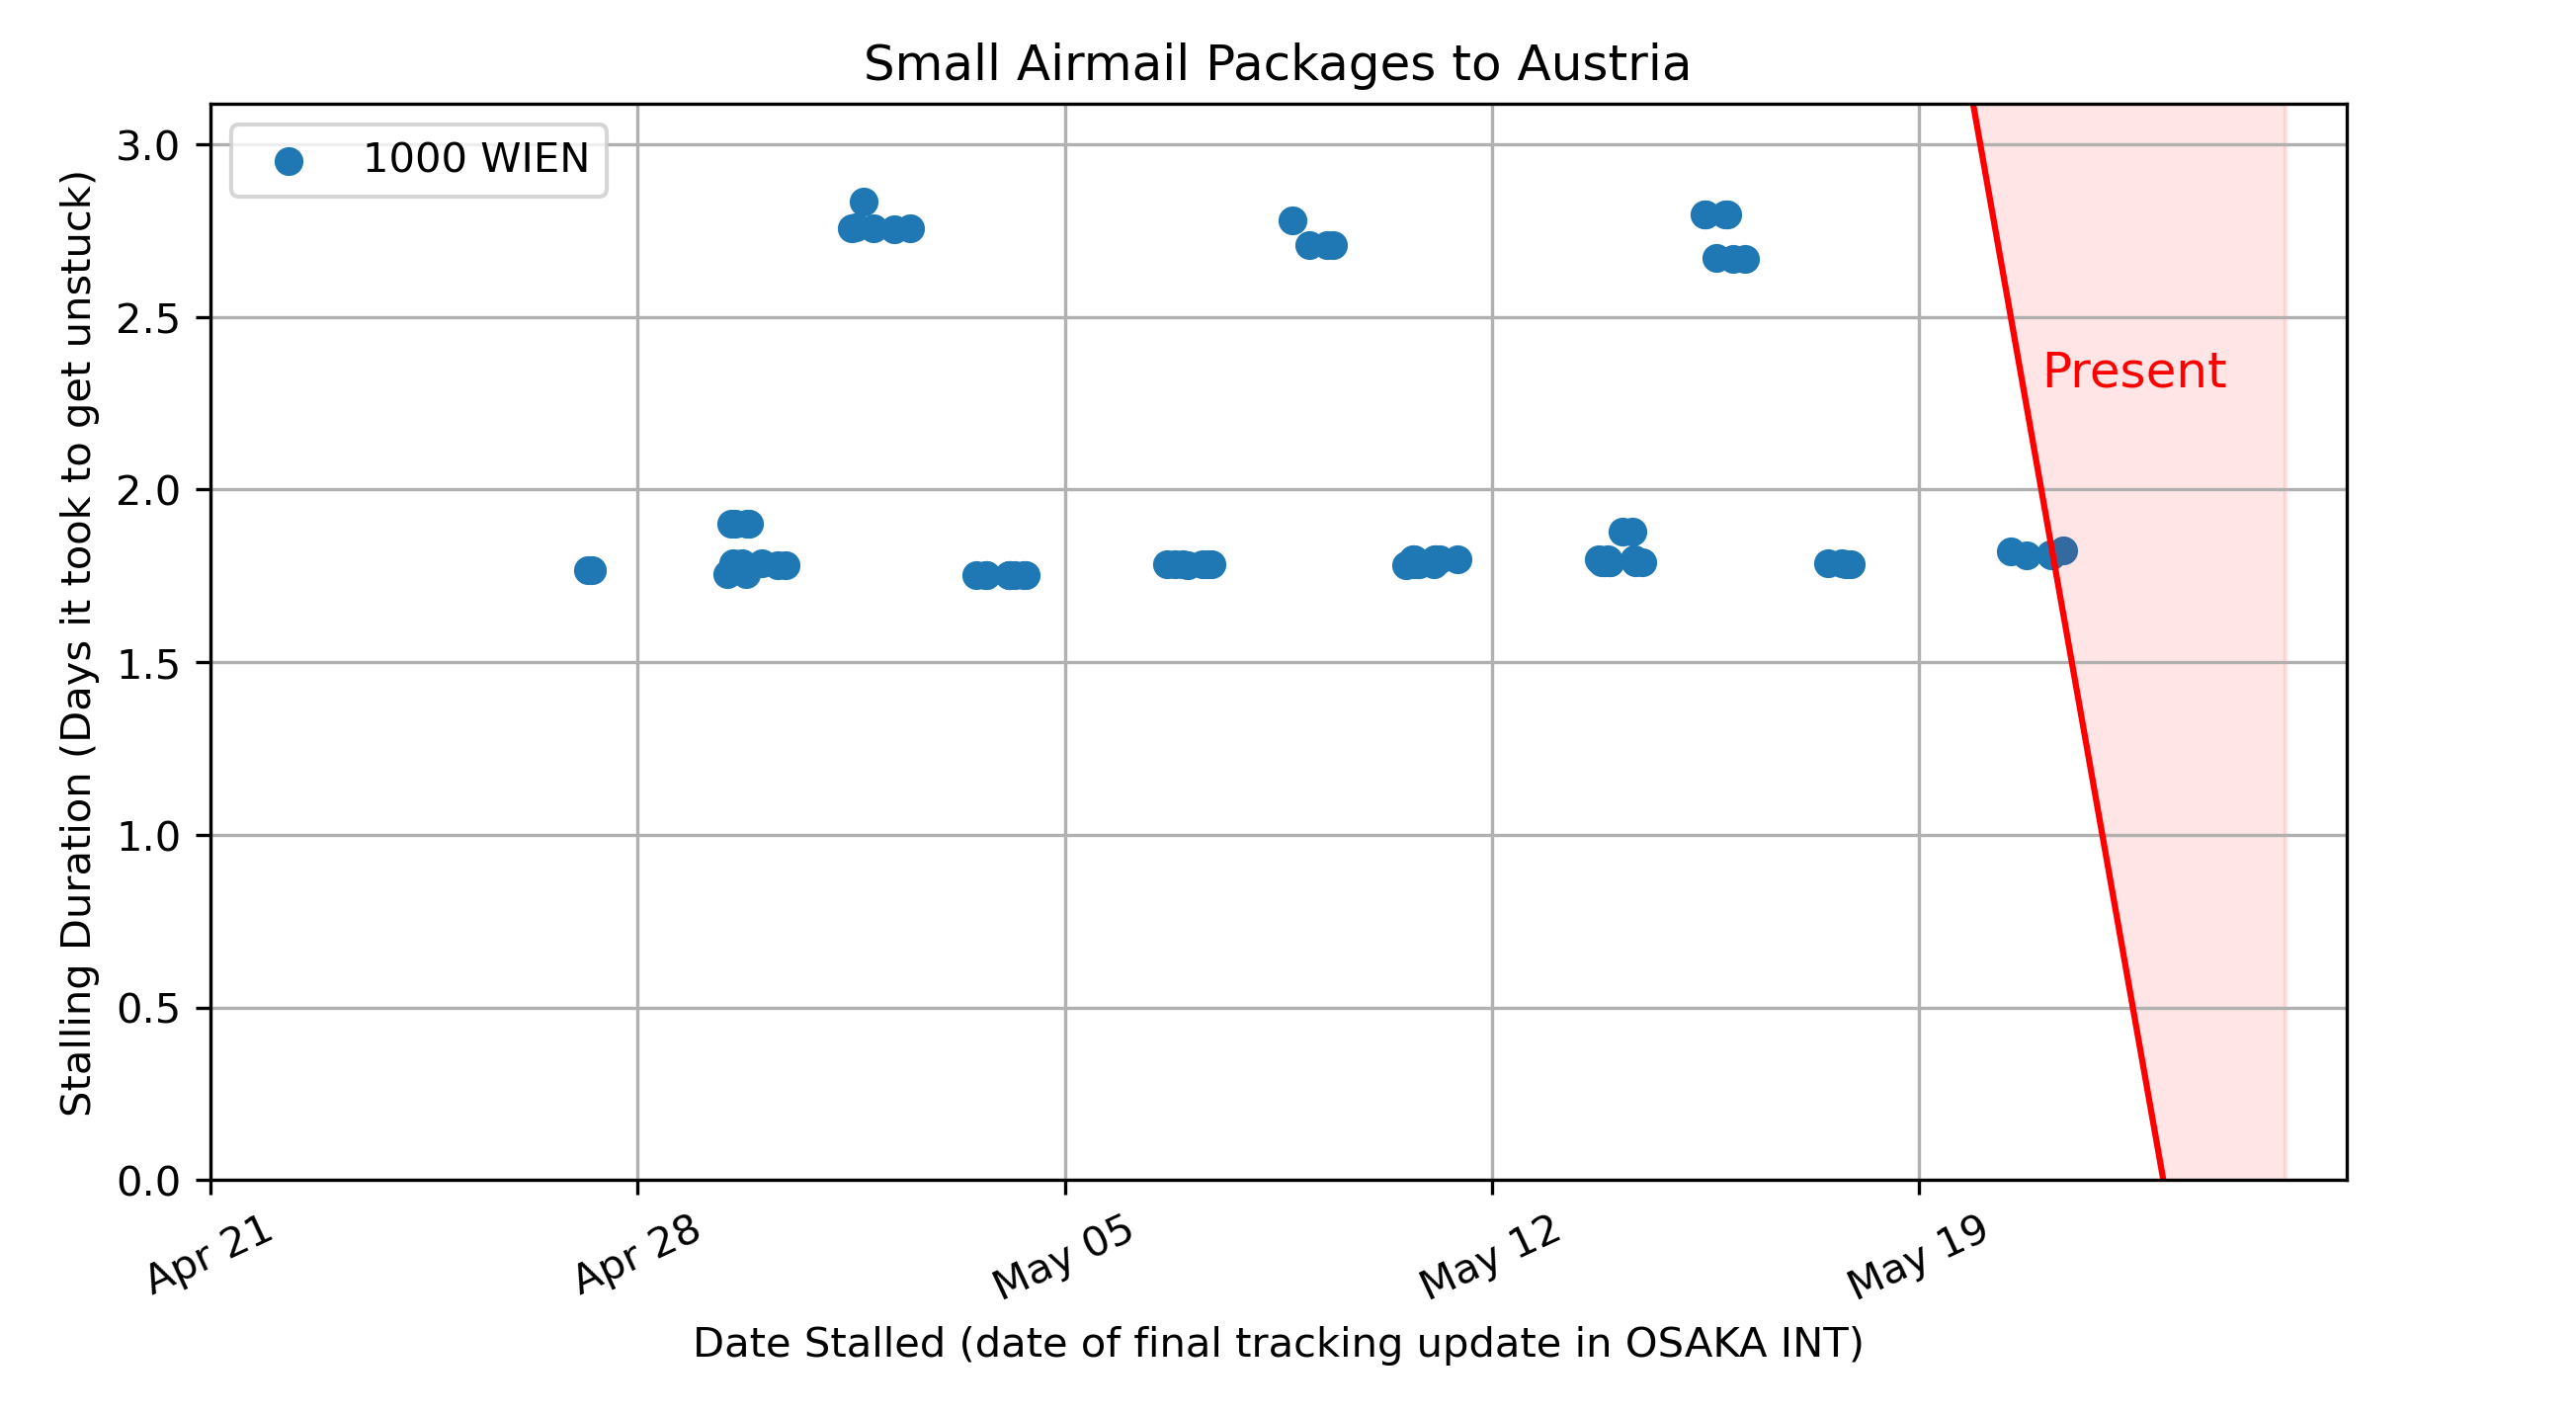 Small Airmail Packages to Austria
1000 WIEN
3.0
2.5
2.0
1.5
1.0
0.5
0.0
Stalling Duration (Days it took to get unstuck)
Present
Apr 21
Apr 28
May 05
May 12
May 19
Date Stalled (date of final tracking update in OSAKA INT)